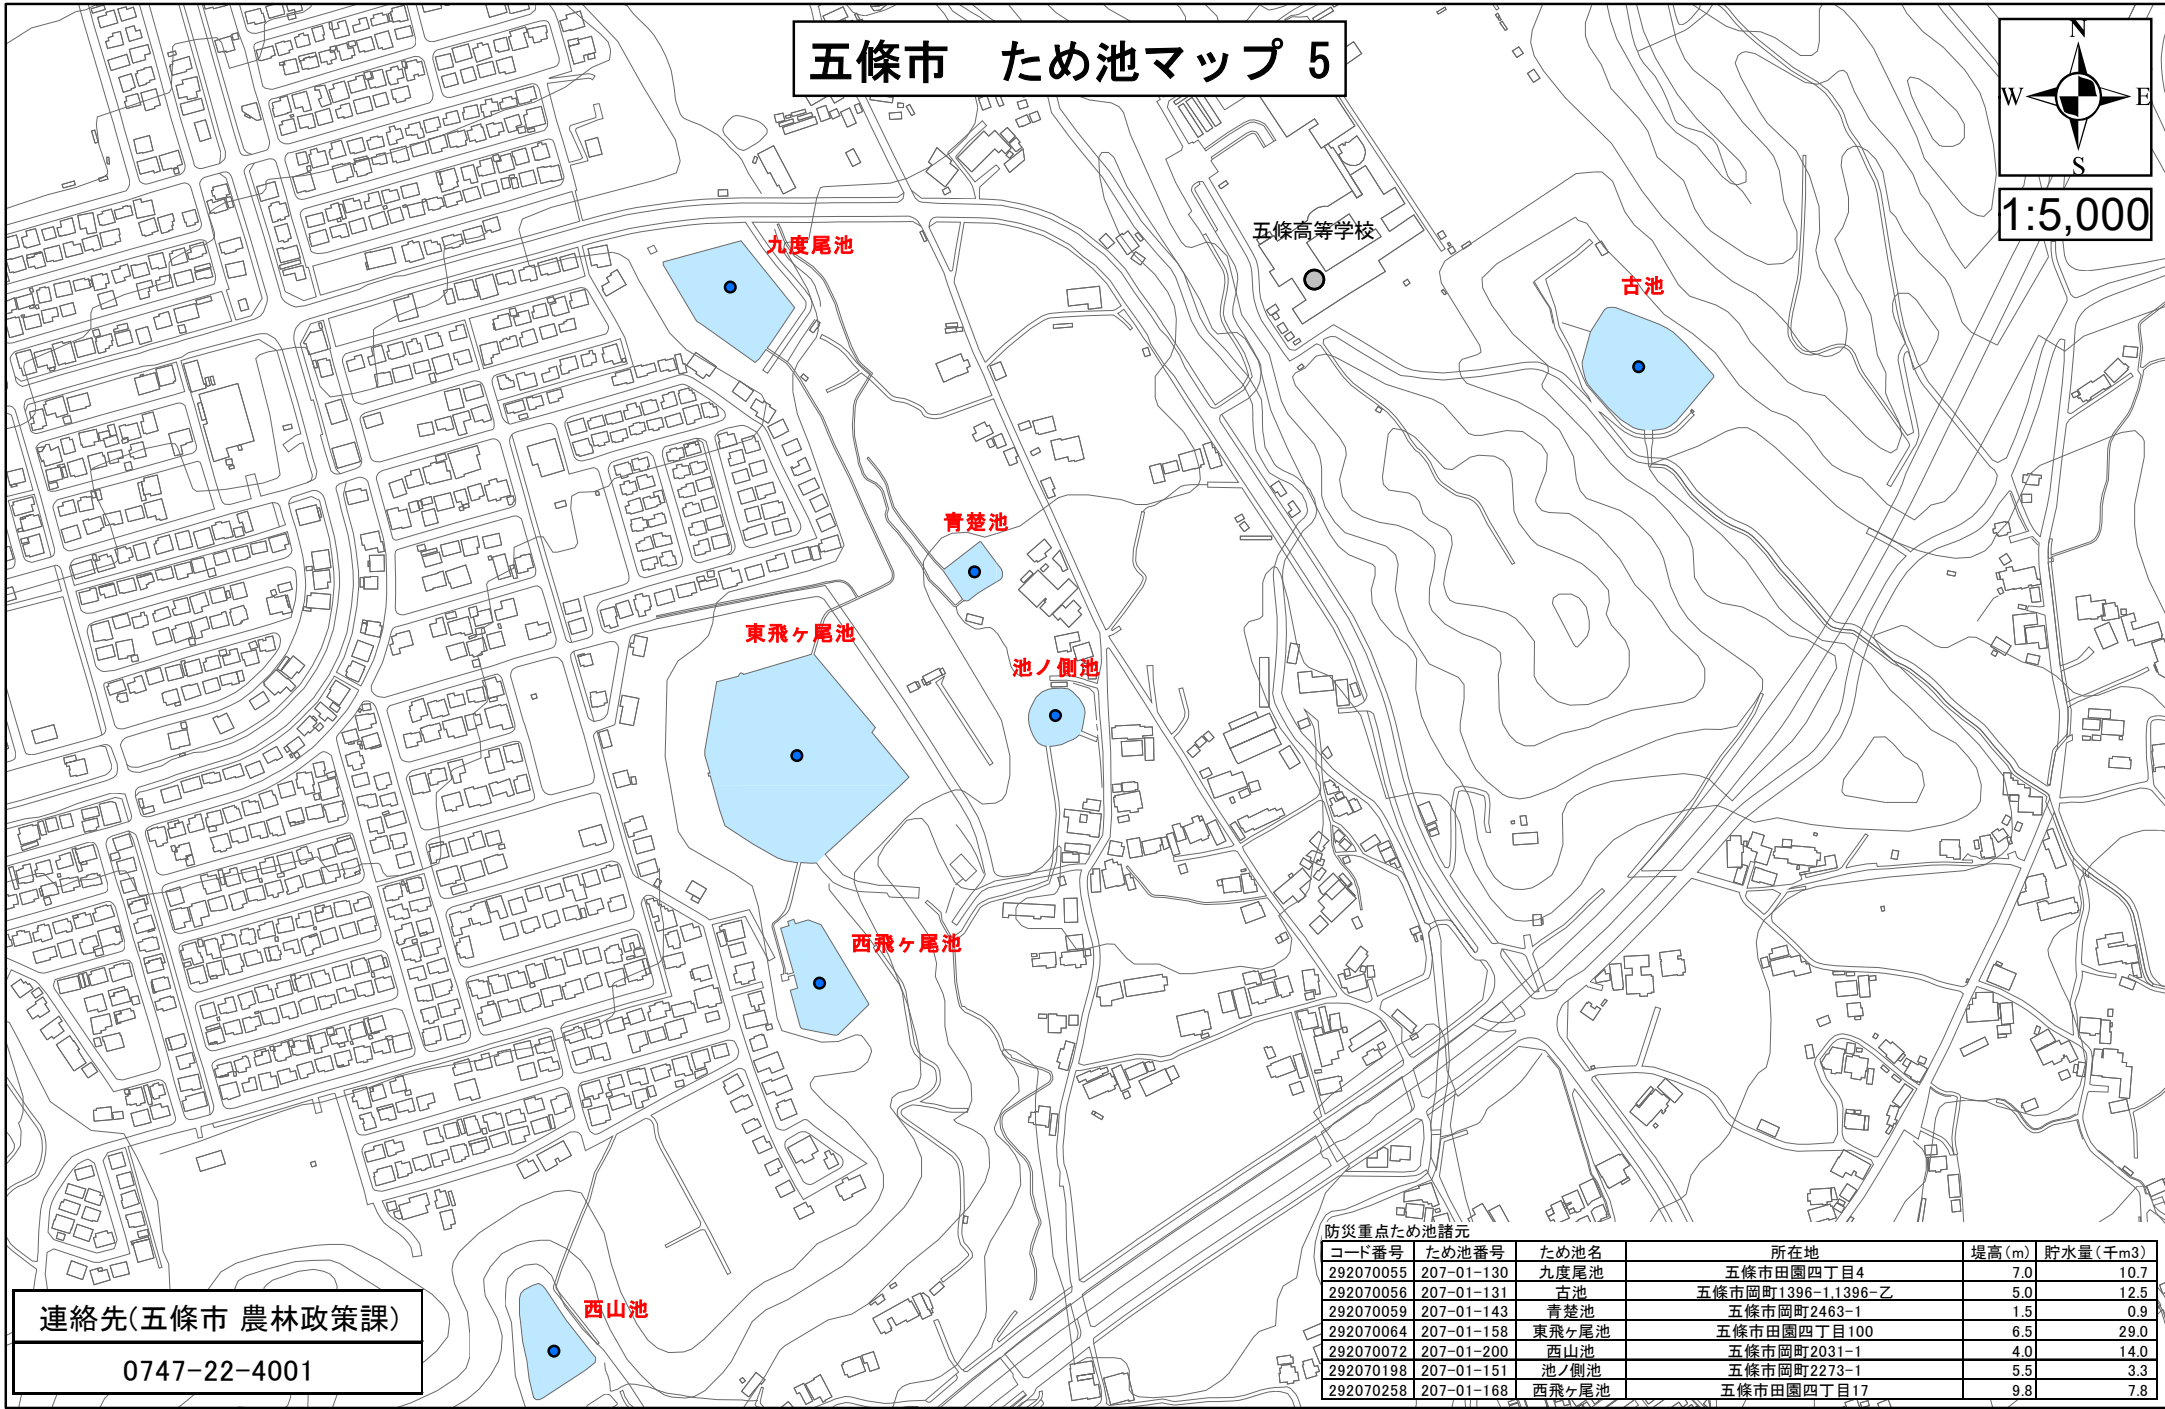 五條市　ため池マップ 5
N
W
E
S
1:5,000
五條高等学校
九度尾池
古池
青楚池
東飛ヶ尾池
池ノ側池
西飛ヶ尾池
西山池
連絡先(五條市 農林政策課)
0747-22-4001
防災重点ため池諸元
コード番号 ため池番号 ため池名 所在地 堤高(m) 貯水量(千m3)
292070055 207-01-130 九度尾池 五條市田園四丁目4 7.0 10.7
292070056 207-01-131 古池 五條市岡町1396-1,1396-乙 5.0 12.5
292070059 207-01-143 青楚池 五條市岡町2463-1 1.5 0.9
292070064 207-01-158 東飛ヶ尾池 五條市田園四丁目100 6.5 29.0
292070072 207-01-200 西山池 五條市岡町2031-1 4.0 14.0
292070198 207-01-151 池ノ側池 五條市岡町2273-1 5.5 3.3
292070258 207-01-168 西飛ヶ尾池 五條市田園四丁目17 9.8 7.8